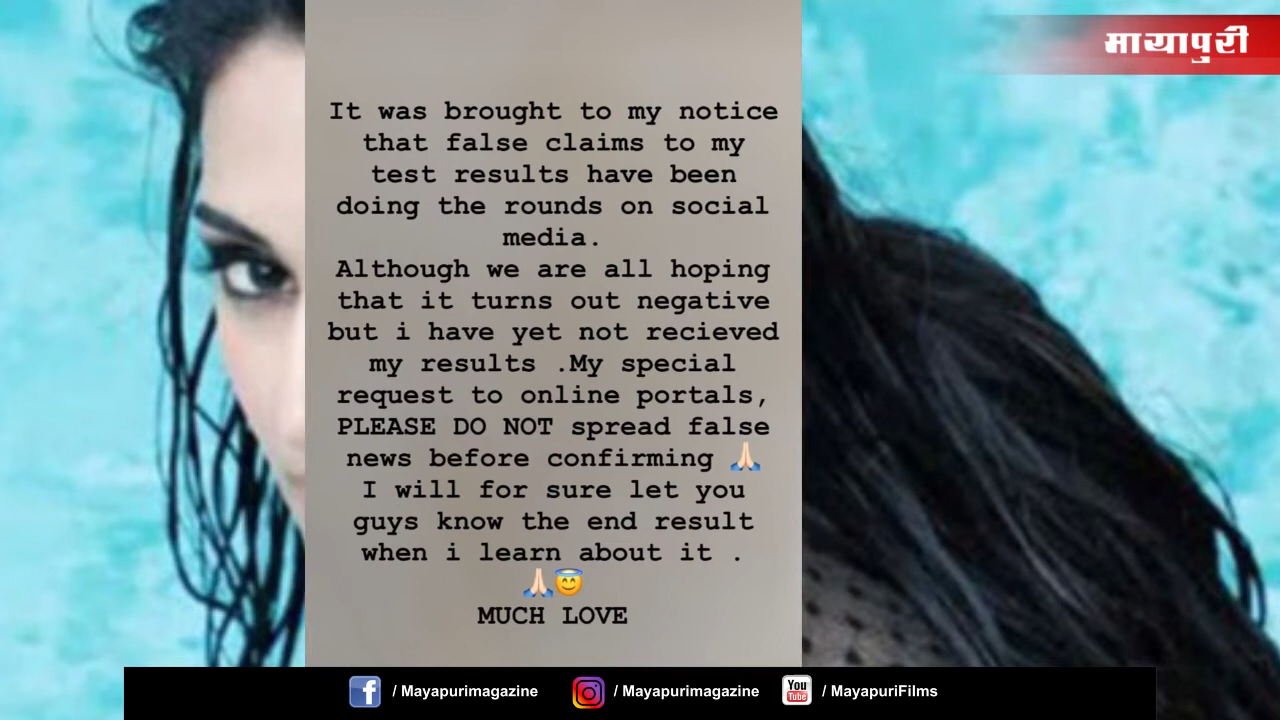 मायापुरी
It was brought to my notice
that false claims to my
test results have been
doing the rounds on social
media.
Although we are all hoping
that it turns out negative
but i have yet not recieved
my results .My special
request to online portals,
PLEASE DO NOT spread false
news before confirming 🙏🏻
I will for sure let you
guys know the end result
when i learn about it .
🙏🏻😇
MUCH LOVE
/ Mayapurimagazine
/ Mayapurimagazine
You
Tube
/ MayapuriFilms